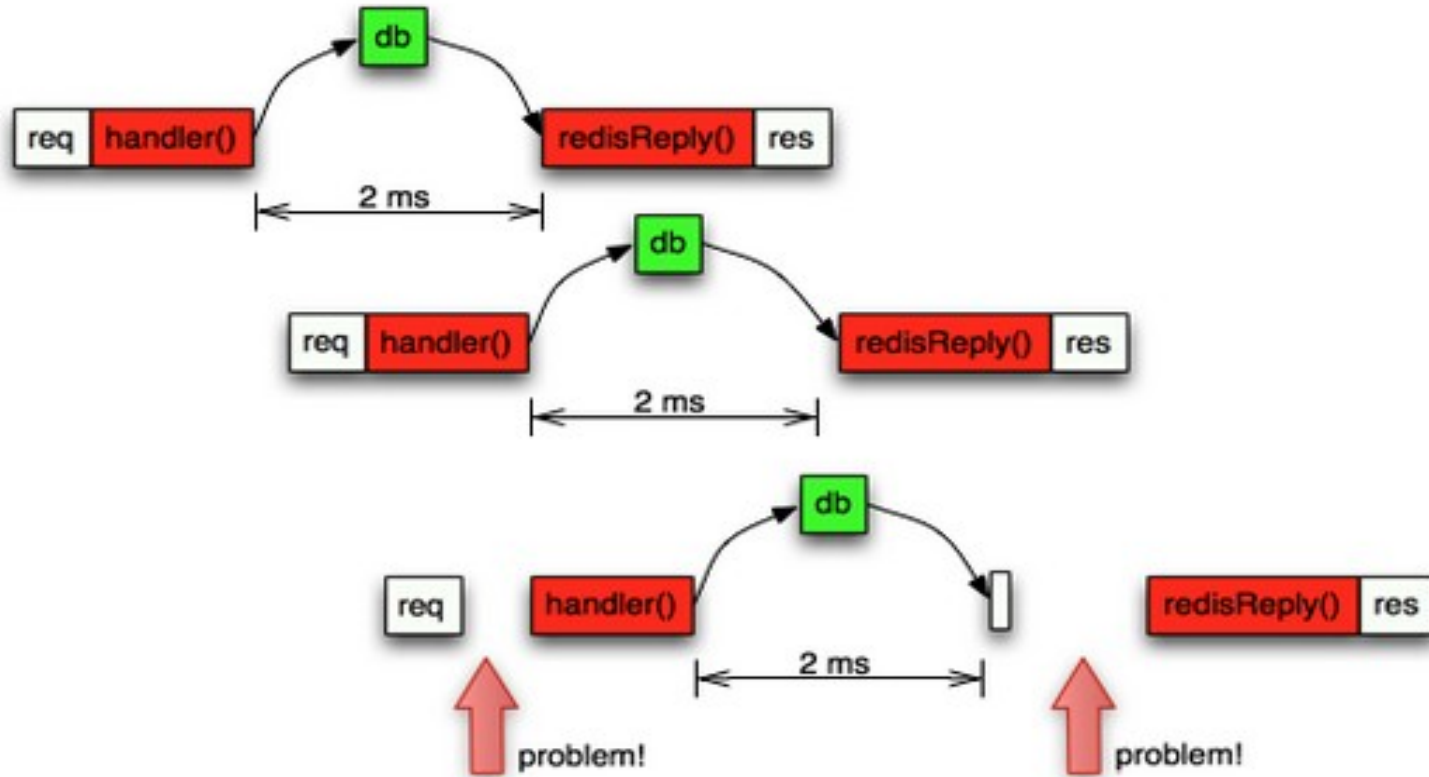 db
req handler() redisReply() res
2 ms
db
req handler() redisReply() res
2 ms
db
req handler() redisReply() res
2 ms
problem! problem!